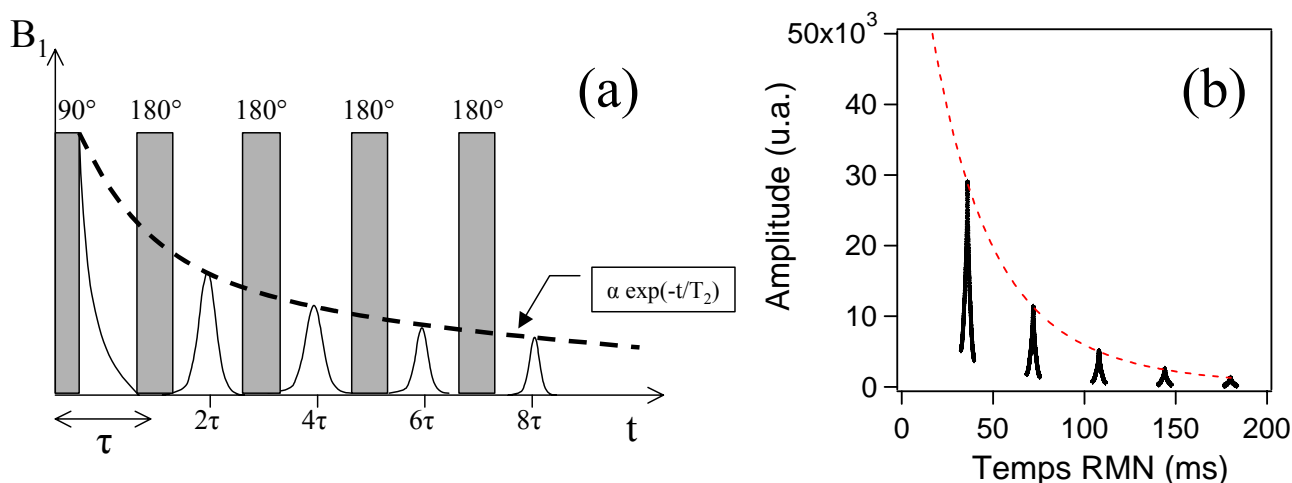 B₁
(a)
90° 180° 180° 180° 180°
α exp(-t/T₂)
2τ 4τ 6τ 8τ
τ
t
(b)
50x10³
40
30
20
10
0
Amplitude (u.a.)
0 50 100 150 200
Temps RMN (ms)